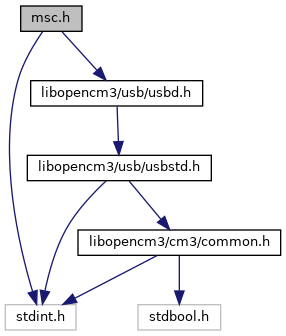 msc.h
libopencm3/usb/usbd.h
libopencm3/usb/usbstd.h
libopencm3/cm3/common.h
stdint.h
stdbool.h